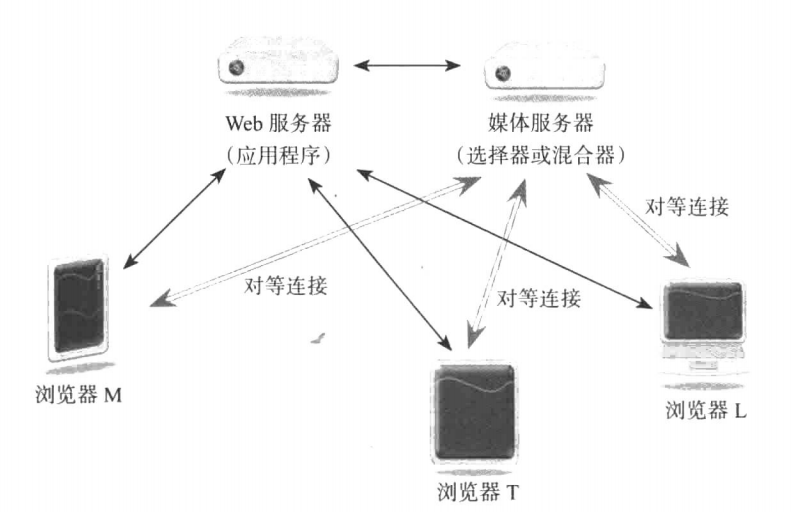 Web 服务器
（应用程序）
媒体服务器
（选择器或混合器）
对等连接
对等连接
对等连接
浏览器 M
浏览器 L
浏览器 T